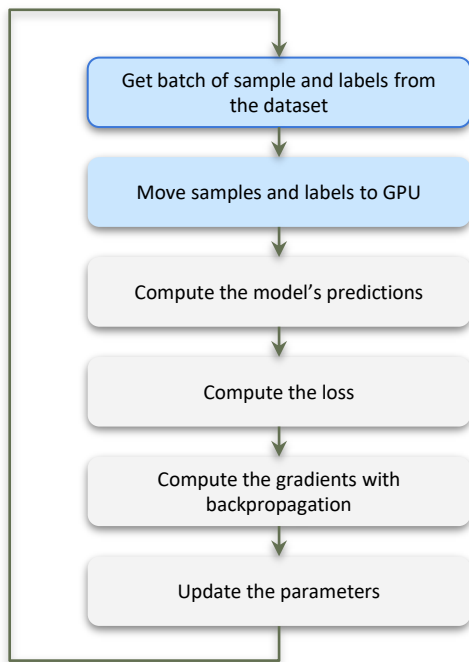 Get batch of sample and labels from
the dataset
Move samples and labels to GPU
Compute the model’s predictions
Compute the loss
Compute the gradients with
backpropagation
Update the parameters